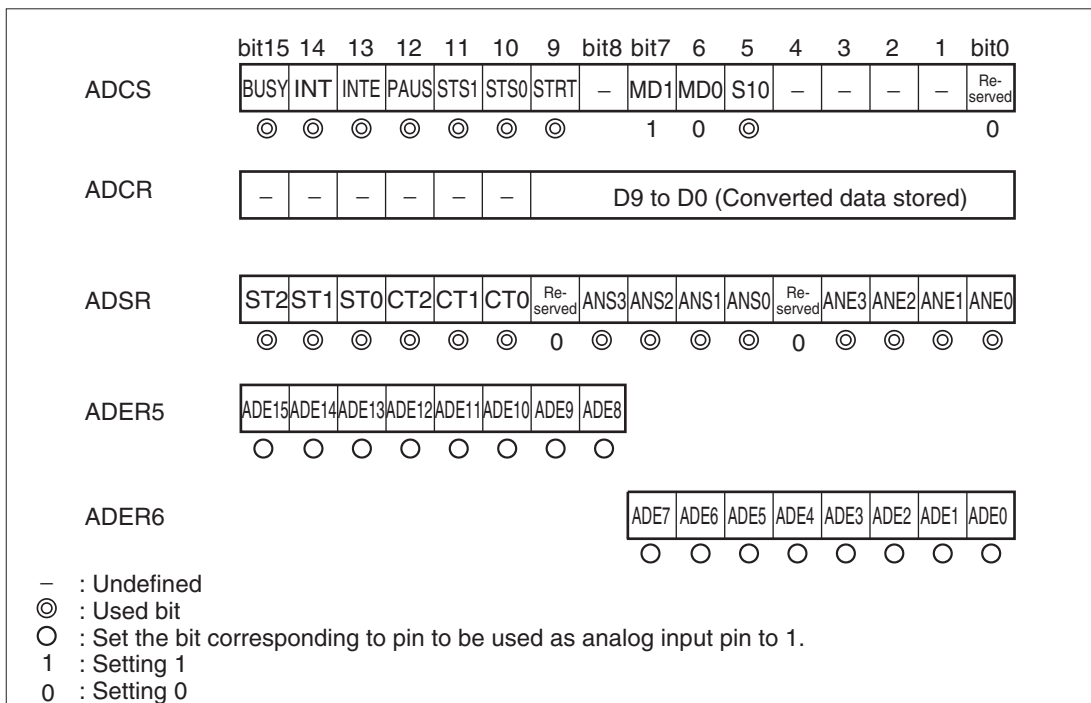 bit15 14 13 12 11 10 9 bit8 bit7 6 5 4 3 2 1 bit0
ADCS BUSY INT INTE PAUS STS1 STS0 STRT – MD1 MD0 S10 – – – – Re-served
◎ ◎ ◎ ◎ ◎ ◎ ◎ 1 0 ◎ 0
ADCR – – – – – – D9 to D0 (Converted data stored)
ADSR ST2 ST1 ST0 CT2 CT1 CT0 Re-served ANS3 ANS2 ANS1 ANS0 Re-served ANE3 ANE2 ANE1 ANE0
◎ ◎ ◎ ◎ ◎ ◎ 0 ◎ ◎ ◎ ◎ 0 ◎ ◎ ◎ ◎
ADER5 ADE15 ADE14 ADE13 ADE12 ADE11 ADE10 ADE9 ADE8
○ ○ ○ ○ ○ ○ ○ ○
ADER6 ADE7 ADE6 ADE5 ADE4 ADE3 ADE2 ADE1 ADE0
○ ○ ○ ○ ○ ○ ○ ○
– : Undefined
◎ : Used bit
○ : Set the bit corresponding to pin to be used as analog input pin to 1.
1 : Setting 1
0 : Setting 0